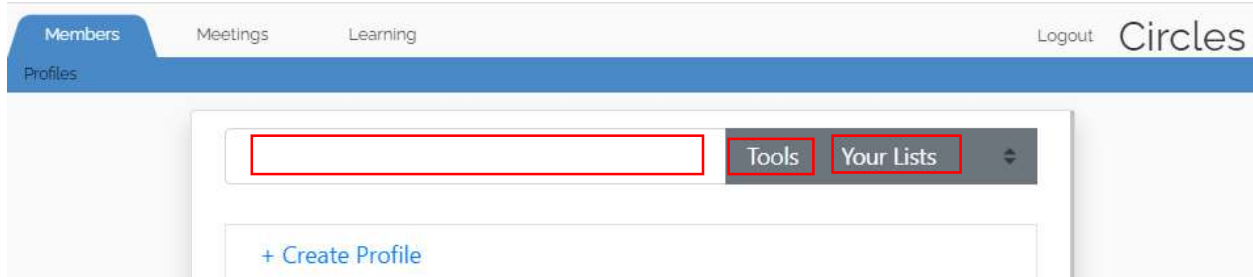 Members Meetings Learning Logout Circles
Profiles
Tools Your Lists
+ Create Profile